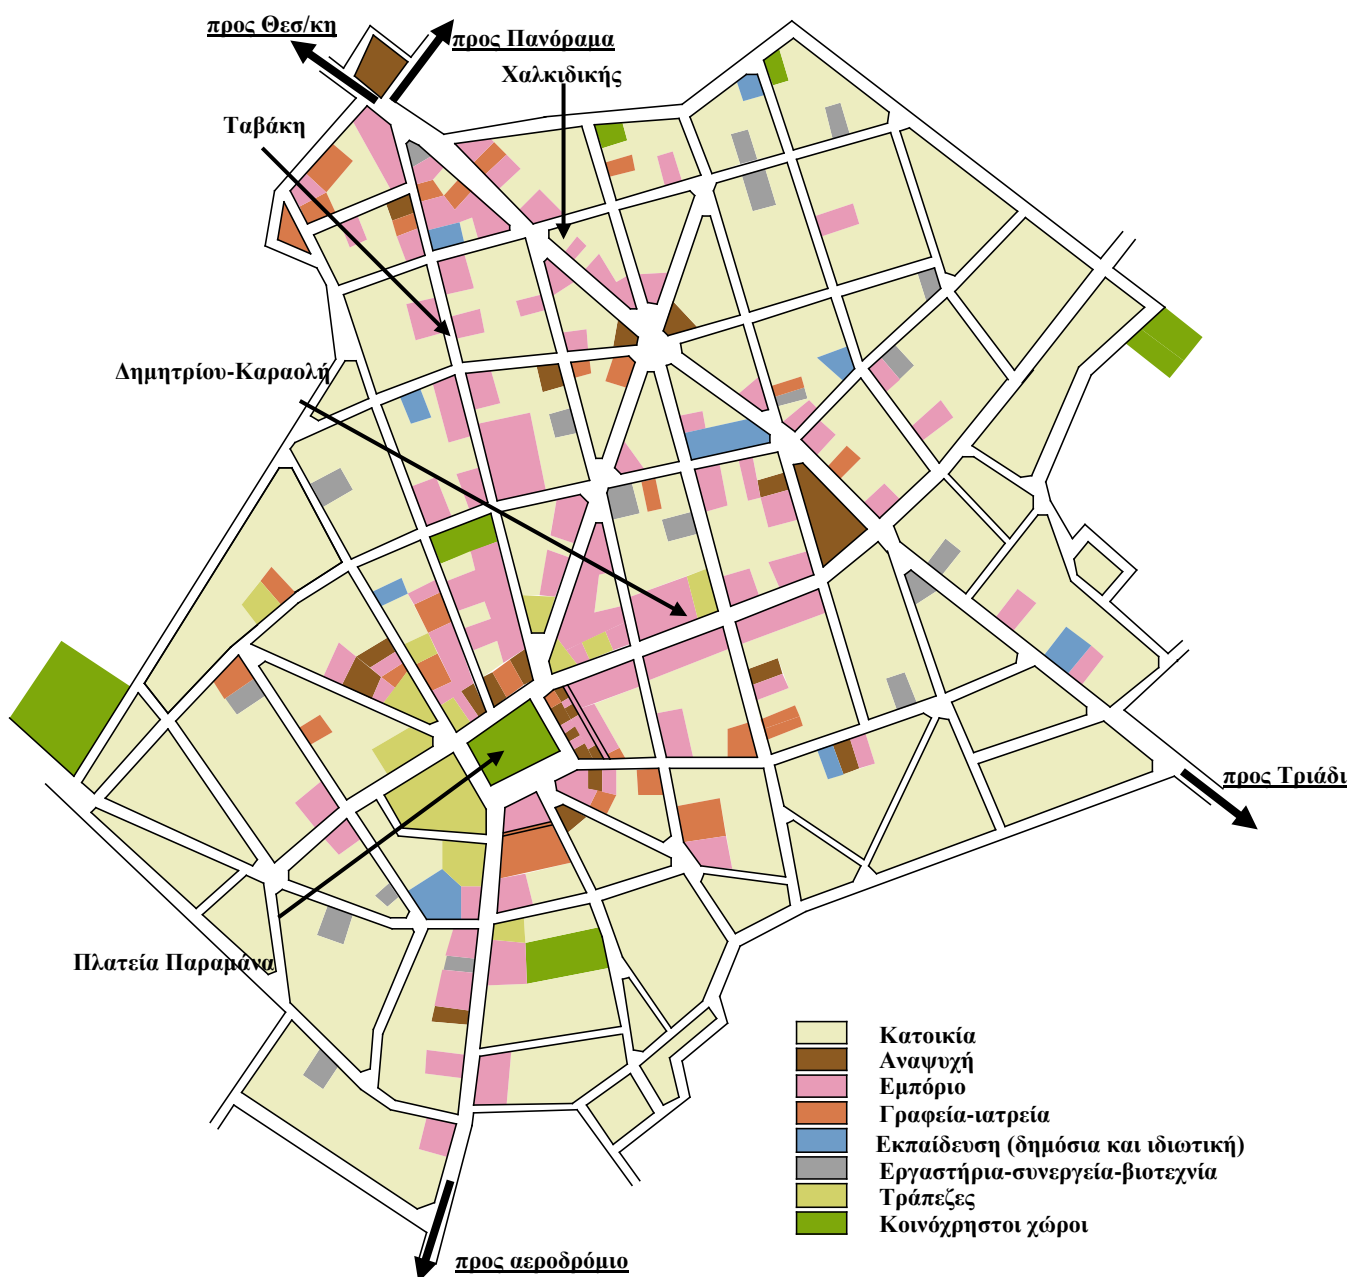 προς Θεσ/κη
προς Πανόραμα
Χαλκιδικής
Ταβάκη
Δημητρίου-Καραολή
προς Τριάδι
Πλατεία Παραμάνα
Κατοικία
Αναψυχή
Εμπόριο
Γραφεία-ιατρεία
Εκπαίδευση (δημόσια και ιδιωτική)
Εργαστήρια-συνεργεία-βιοτεχνία
Τράπεζες
Κοινόχρηστοι χώροι
προς αεροδρόμιο